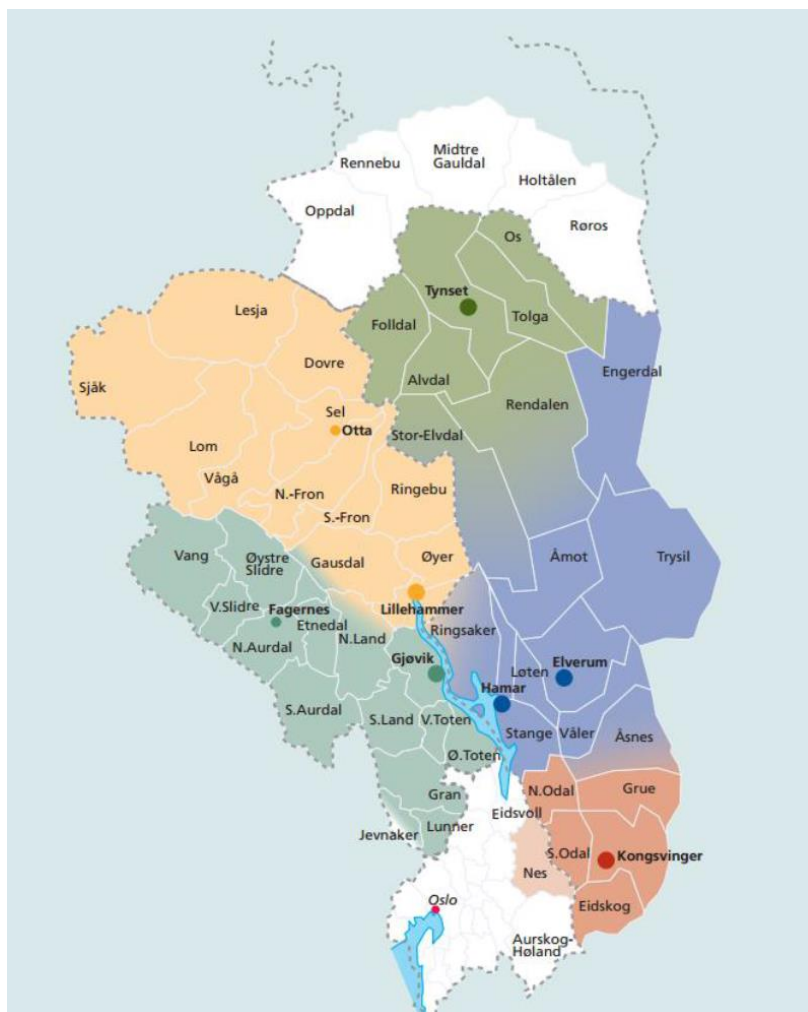 Midtre
Gauldal
Rennebu
Holtålen
Oppdal
Røros
Os
Tynset
Lesja
Folldal
Tolga
Dovre
Engerdal
Sjåk
Alvdal
Rendalen
Sel
Otta
Stor-Elvdal
Lom
Vågå
N.-Fron
Ringebu
S.-Fron
Vang
Øystre
Slidre
Gausdal
Øyer
Åmot
Trysil
V.Slidre
Fagernes
Lillehammer
Etnedal
N.Land
Ringsaker
N.Aurdal
Gjøvik
Løten
Elverum
Hamar
S.Aurdal
S.Land
V.Toten
Stange
Våler
Åsnes
Ø.Toten
N.Odal
Grue
Gran
Eidsvoll
Jevnaker
Lunner
S.Odal
Kongsvinger
Nes
Oslo
Eidskog
Aurskog-
Høland